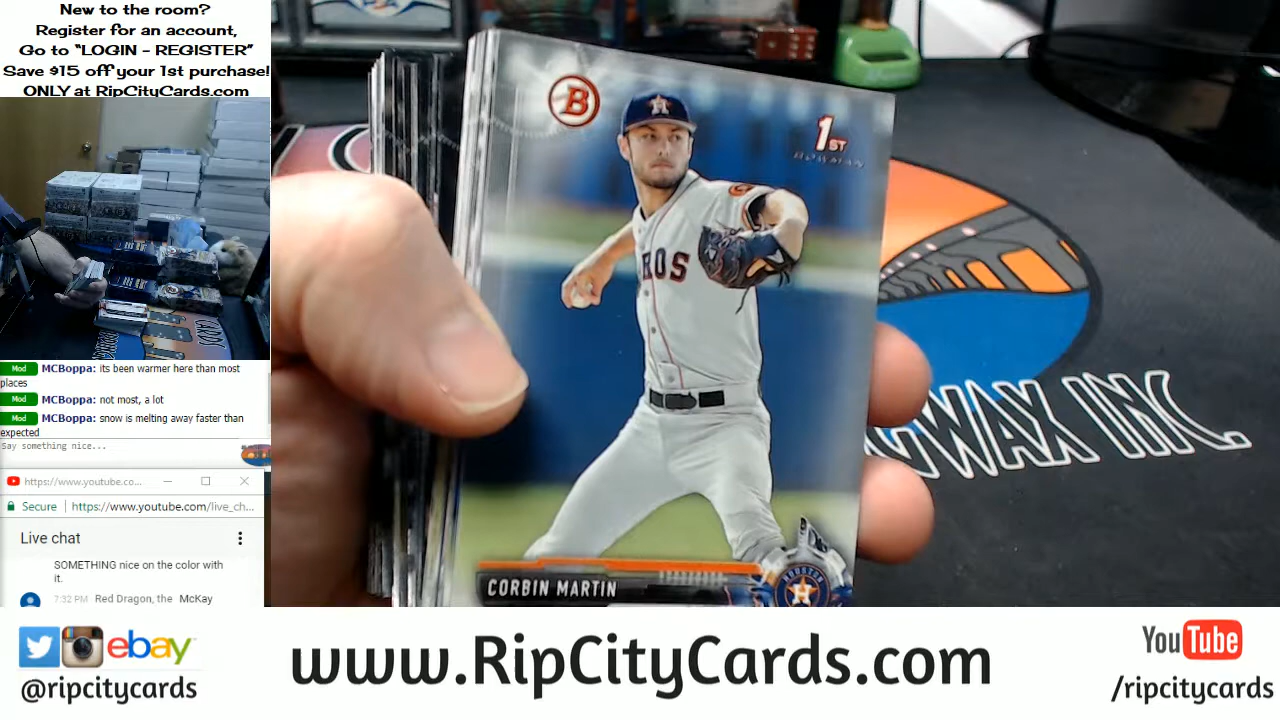 New to the room?
Register for an account,
Go to “LOGIN - REGISTER”
Save $15 off your 1st purchase!
ONLY at RipCityCards.com
Mod MCBoppa: its been warmer here than most
places
Mod MCBoppa: not most, a lot
Mod MCBoppa: snow is melting away faster than
expected
Say something nice...
https://www.youtube.co...
Secure https://www.youtube.com/live_ch...
Live chat
SOMETHING nice on the color with
it.
7:32 PM Red Dragon, the McKay
B
1ST
BOWMAN
ROS
CORBIN MARTIN
HOUSTON
WAX INC.
ebay
@ripcitycards
www.RipCityCards.com
YouTube
/ripcitycards